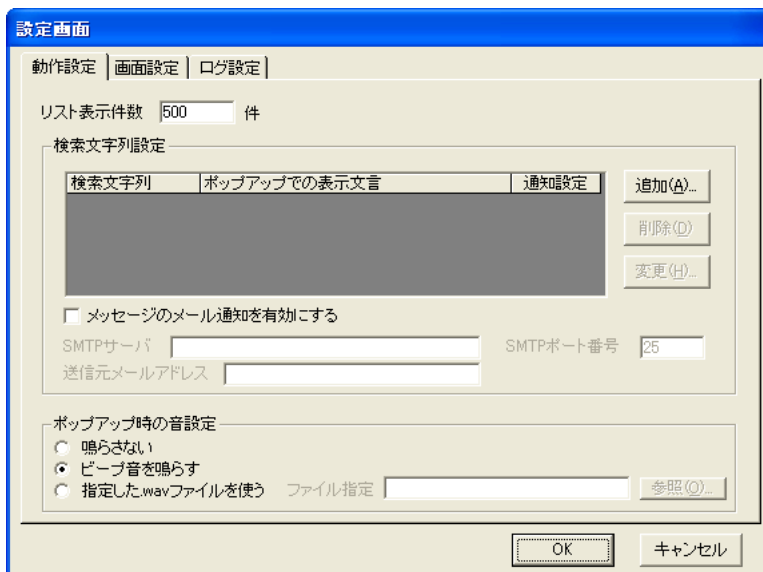 設定画面
動作設定 画面設定 ログ設定
リスト表示件数 500 件
検索文字列設定
検索文字列 ポップアップでの表示文言 通知設定
追加(A)...
削除(D)
変更(H)...
メッセージのメール通知を有効にする
SMTPサーバ SMTPポート番号 25
送信元メールアドレス
ポップアップ時の音設定
鳴らさない
ビープ音を鳴らす
指定した.wavファイルを使う ファイル指定 参照(O)...
OK キャンセル